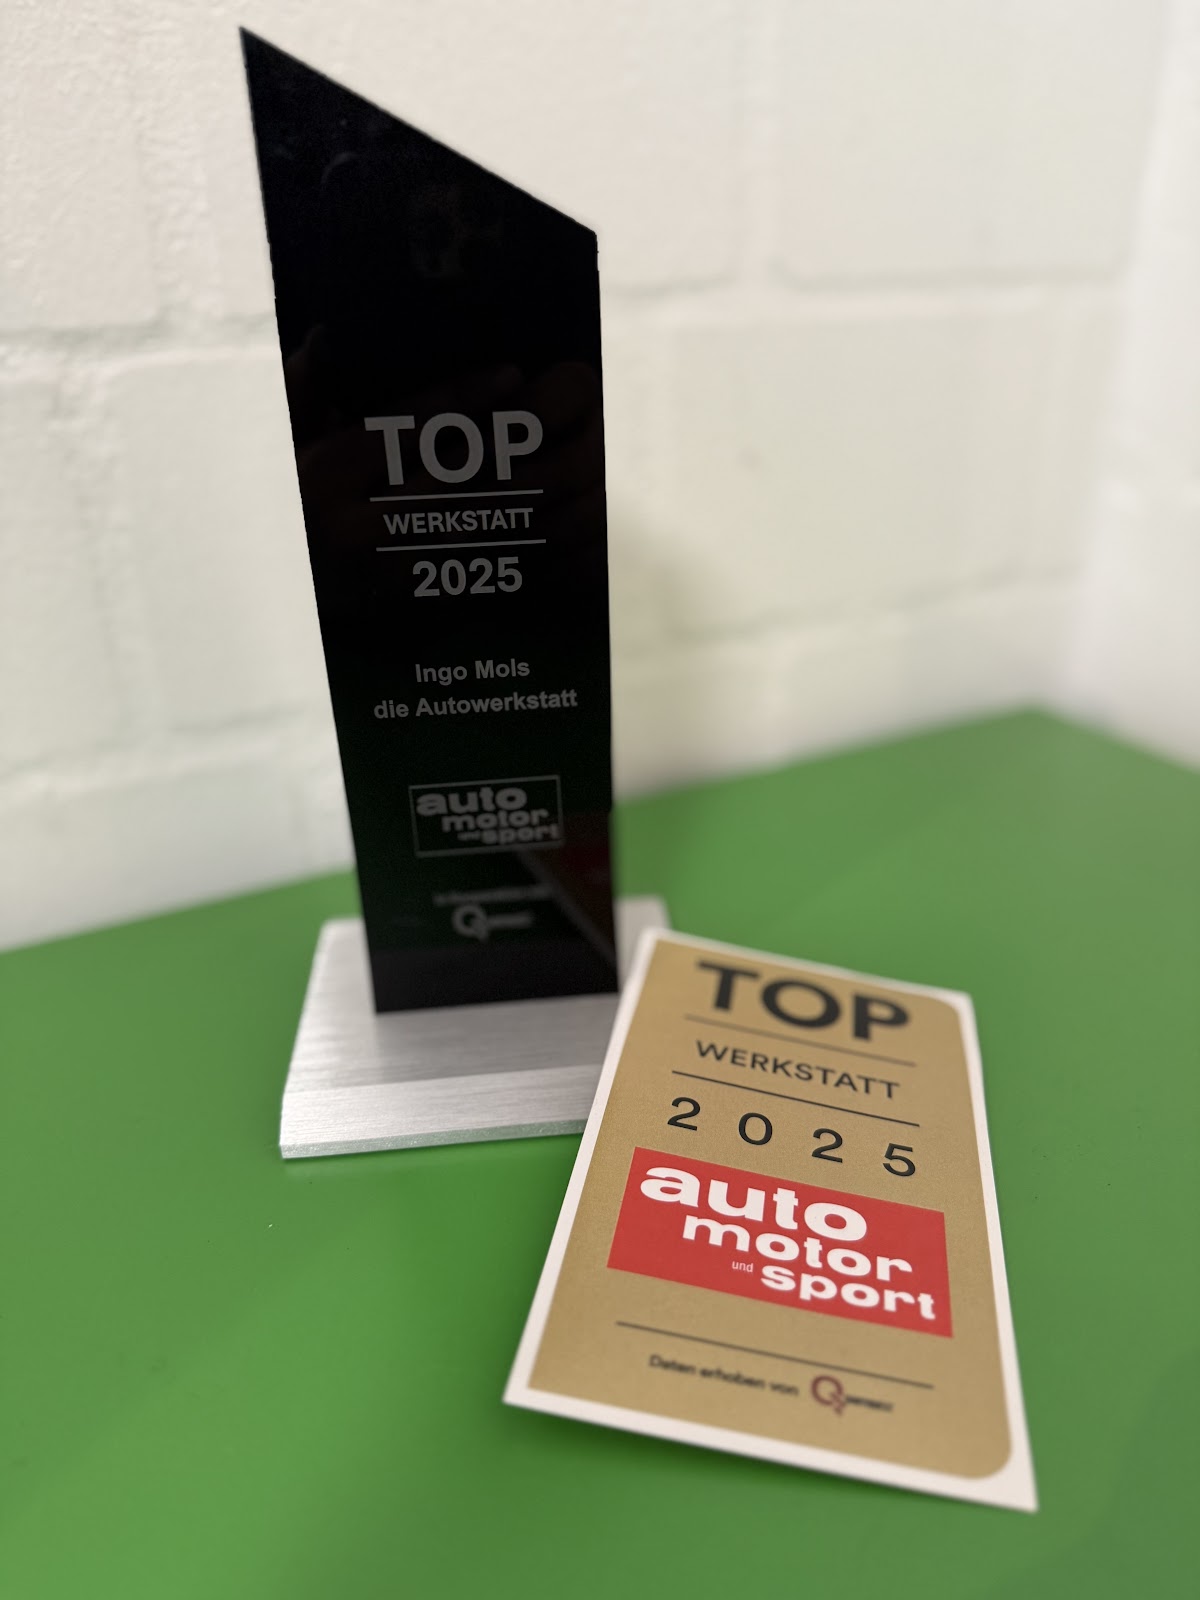 TOP
WERKSTATT
2025
Ingo Mols
die Autowerkstatt
auto
motor
und sport
TOP
WERKSTATT
2025
auto
motor
und sport
Daten erhoben von